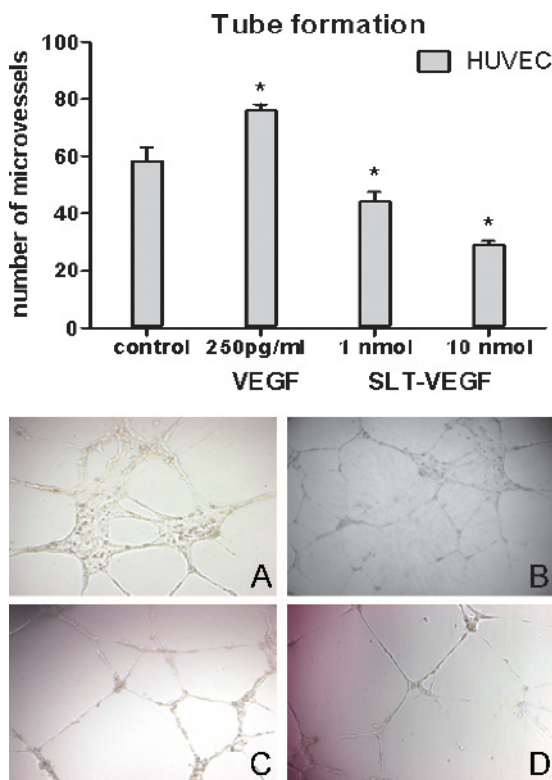 Tube formation
number of microvessels
100
80
60
40
20
0
HUVEC
*
*
*
control 250pg/ml 1 nmol 10 nmol
VEGF SLT-VEGF
A
B
C
D